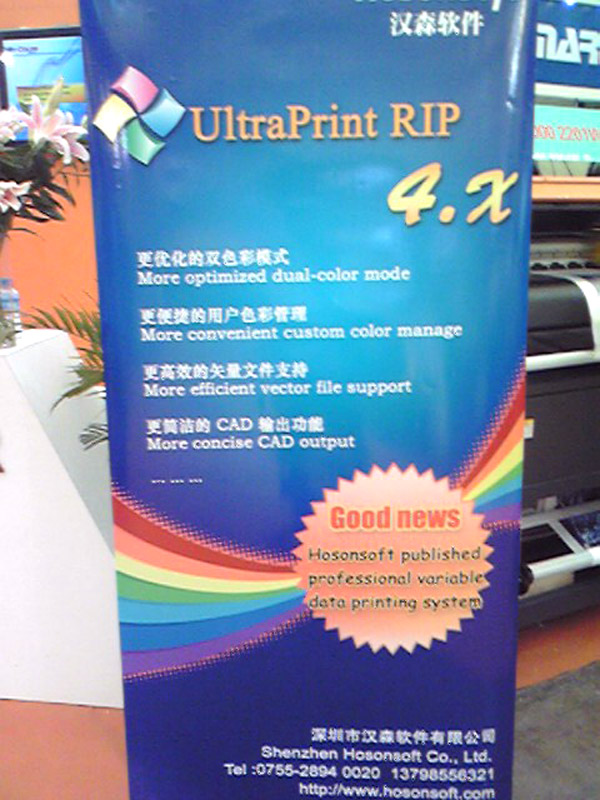 Hosonsoft
汉森软件
UltraPrint RIP
4.x
更优化的双色彩模式
More optimized dual-color mode
更便捷的用户色彩管理
More convenient custom color manage
更高效的矢量文件支持
More efficient vector file support
更简洁的 CAD 输出功能
More concise CAD output
... ... ...
Good news
Hosonsoft published
professional variable
data printing system
深圳市汉森软件有限公司
Shenzhen Hosonsoft Co., Ltd.
Tel :0755-2894 0020 13798556321
http://www.hosonsoft.com